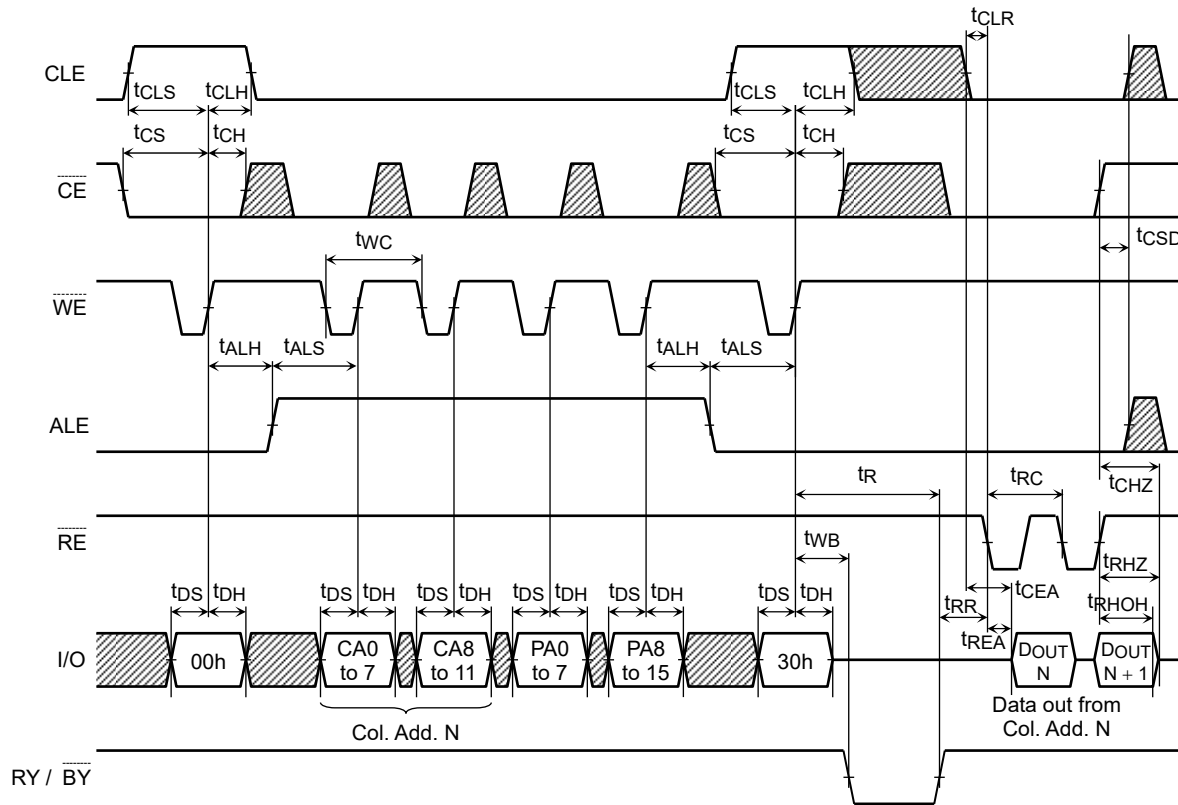 tCLR
CLE
tCLS tCLH tCLS tCLH
tCS tCH tCS tCH
CE
tWC tCSD
WE
tALH tALS tALH tALS
ALE
tR tRC tCHZ
RE
tWB tRHZ
tDS tDH tDS tDH tDS tDH tDS tDH tDS tDH tDS tDH tCEA
tRR tRHOH
tREA
I/O 00h CA0 to 7 CA8 to 11 PA0 to 7 PA8 to 15 30h DOUT N DOUT N + 1
Col. Add. N
Data out from
Col. Add. N
RY / BY